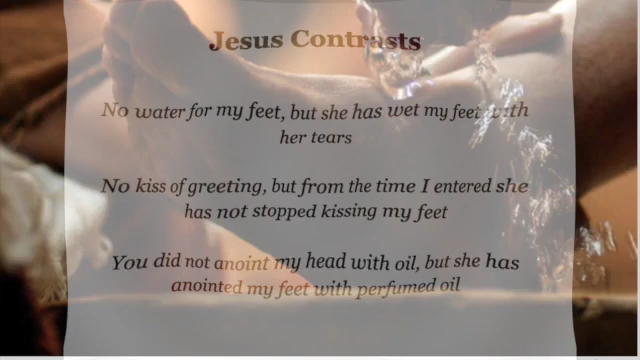 Jesus Contrasts
No water for my feet, but she has wet my feet with
her tears
No kiss of greeting, but from the time I entered she
has not stopped kissing my feet
You did not anoint my head with oil, but she has
anointed my feet with perfumed oil